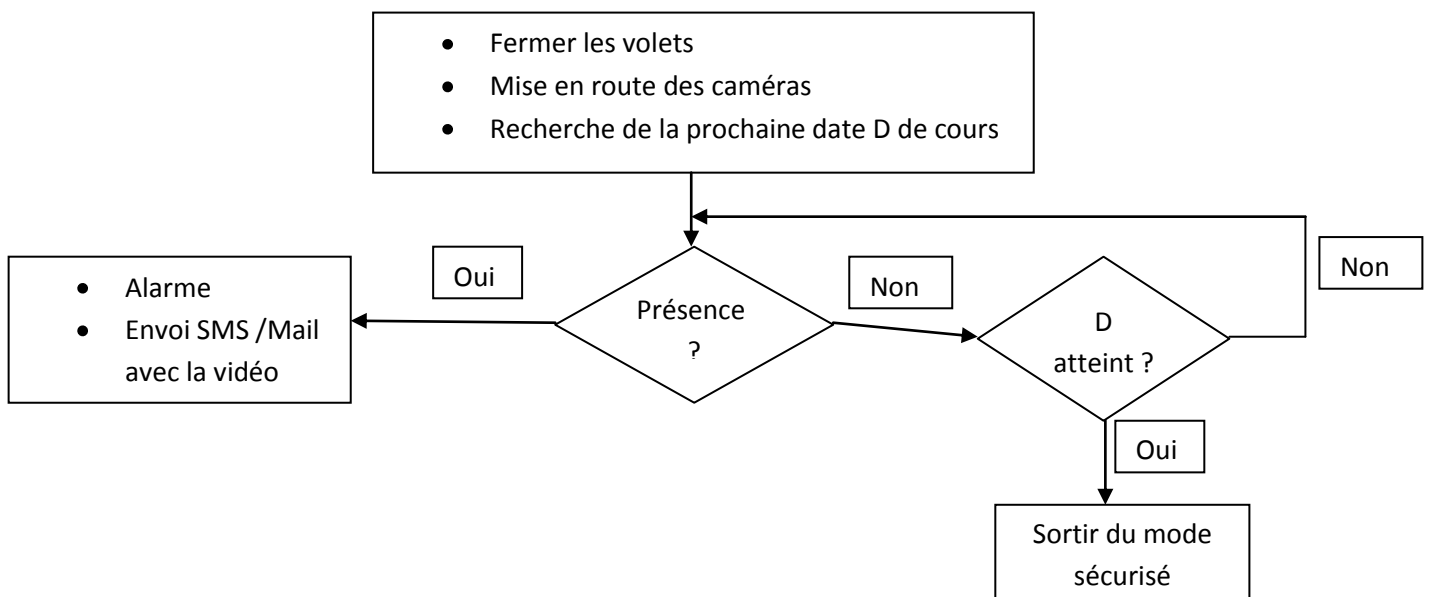 • Fermer les volets
• Mise en route des caméras
• Recherche de la prochaine date D de cours
Oui
Non
Non
• Alarme
• Envoi SMS /Mail
avec la vidéo
Présence
?
D
atteint ?
Oui
Sortir du mode
sécurisé